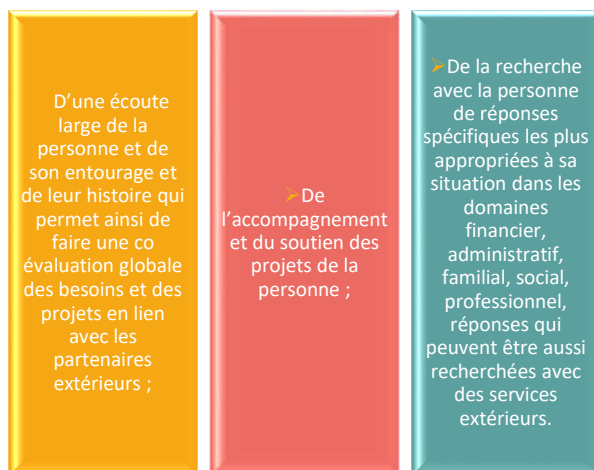 D’une écoute
large de la
personne et de
son entourage et
de leur histoire qui
permet ainsi de
faire une co
évaluation globale
des besoins et des
projets en lien
avec les
partenaires
extérieurs ;
➢De
l’accompagnement
et du soutien des
projets de la
personne ;
➢De la recherche
avec la personne
de réponses
spécifiques les plus
appropriées à sa
situation dans les
domaines
financier,
administratif,
familial, social,
professionnel,
réponses qui
peuvent être aussi
recherchées avec
des services
extérieurs.